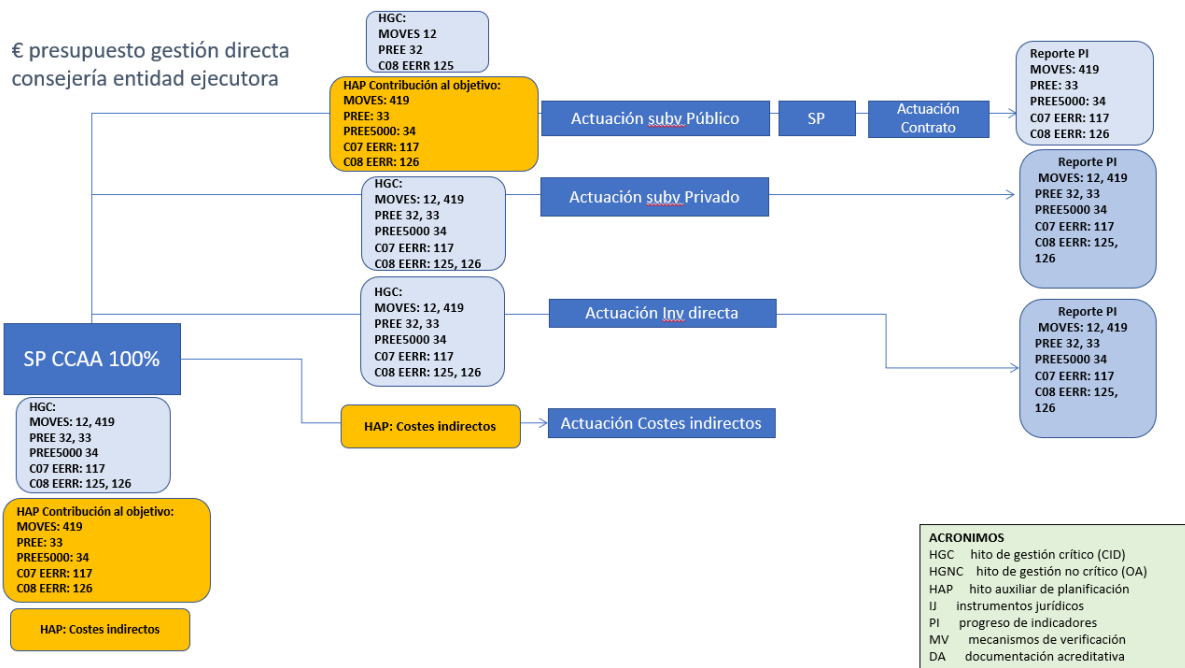 € presupuesto gestión directa
consejería entidad ejecutora
HGC:
MOVES 12
PREE 32
C08 EERR 125
HAP Contribución al objetivo:
MOVES: 419
PREE: 33
PREE5000: 34
C07 EERR: 117
C08 EERR: 126
Actuación subv Público
SP
Actuación
Contrato
Reporte PI
MOVES: 419
PREE: 33
PREE5000: 34
C07 EERR: 117
C08 EERR: 126
HGC:
MOVES: 12, 419
PREE 32, 33
PREE5000 34
C07 EERR: 117
C08 EERR: 125, 126
Actuación subv Privado
Reporte PI
MOVES: 12, 419
PREE 32, 33
PREE5000 34
C07 EERR: 117
C08 EERR: 125,
126
HGC:
MOVES: 12, 419
PREE 32, 33
PREE5000 34
C07 EERR: 117
C08 EERR: 125, 126
Actuación Inv directa
Reporte PI
MOVES: 12, 419
PREE 32, 33
PREE5000 34
C07 EERR: 117
C08 EERR: 125,
126
SP CCAA 100%
HAP: Costes indirectos
Actuación Costes indirectos
HGC:
MOVES: 12, 419
PREE 32, 33
PREE5000 34
C07 EERR: 117
C08 EERR: 125, 126
HAP Contribución al objetivo:
MOVES: 419
PREE: 33
PREE5000: 34
C07 EERR: 117
C08 EERR: 126
HAP: Costes indirectos
ACRONIMOS
HGC hito de gestión crítico (CID)
HGNC hito de gestión no crítico (OA)
HAP hito auxiliar de planificación
IJ instrumentos jurídicos
PI progreso de indicadores
MV mecanismos de verificación
DA documentación acreditativa